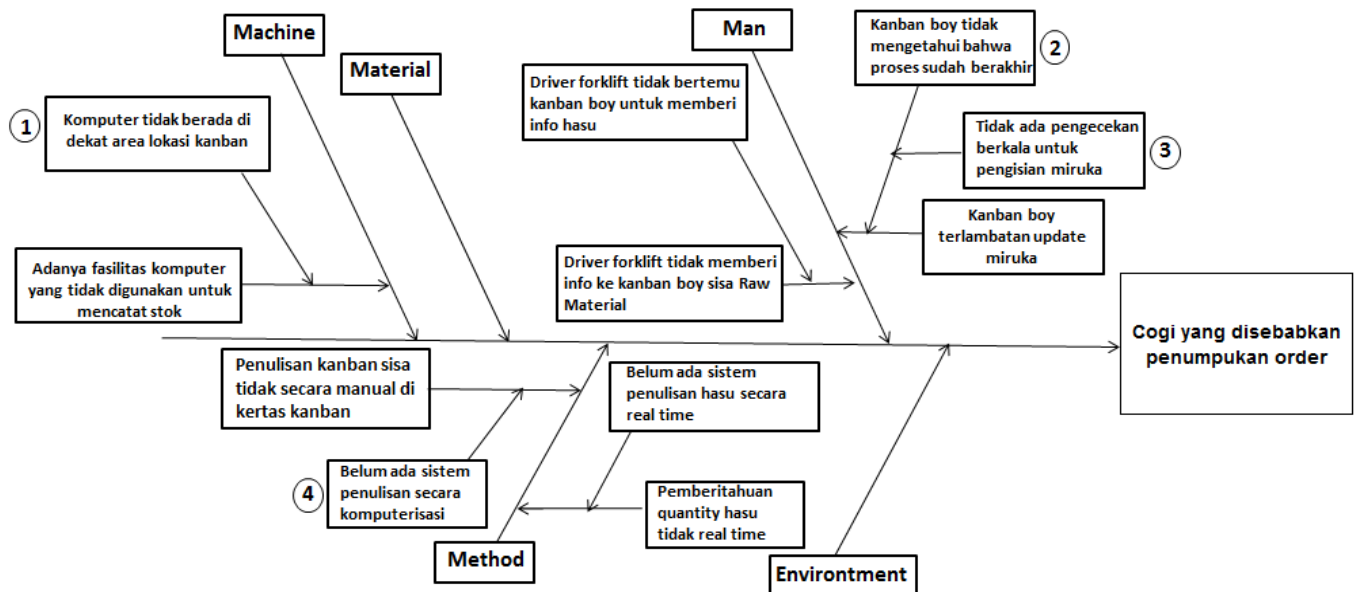 Machine
Material
Man
Kanban boy tidak
mengetahui bahwa
proses sudah berakhir
2
Driver forklift tidak bertemu
kanban boy untuk memberi
info hasu
1
Komputer tidak berada di
dekat area lokasi kanban
Tidak ada pengecekan
berkala untuk
pengisian miruka
3
Kanban boy
terlambatan update
miruka
Adanya fasilitas komputer
yang tidak digunakan untuk
mencatat stok
Driver forklift tidak memberi
info ke kanban boy sisa Raw
Material
Cogi yang disebabkan
penumpukan order
Penulisan kanban sisa
tidak secara manual di
kertas kanban
Belum ada sistem
penulisan hasu secara
real time
4
Belum ada sistem
penulisan secara
komputerisasi
Pemberitahuan
quantity hasu
tidak real time
Method
Environtment